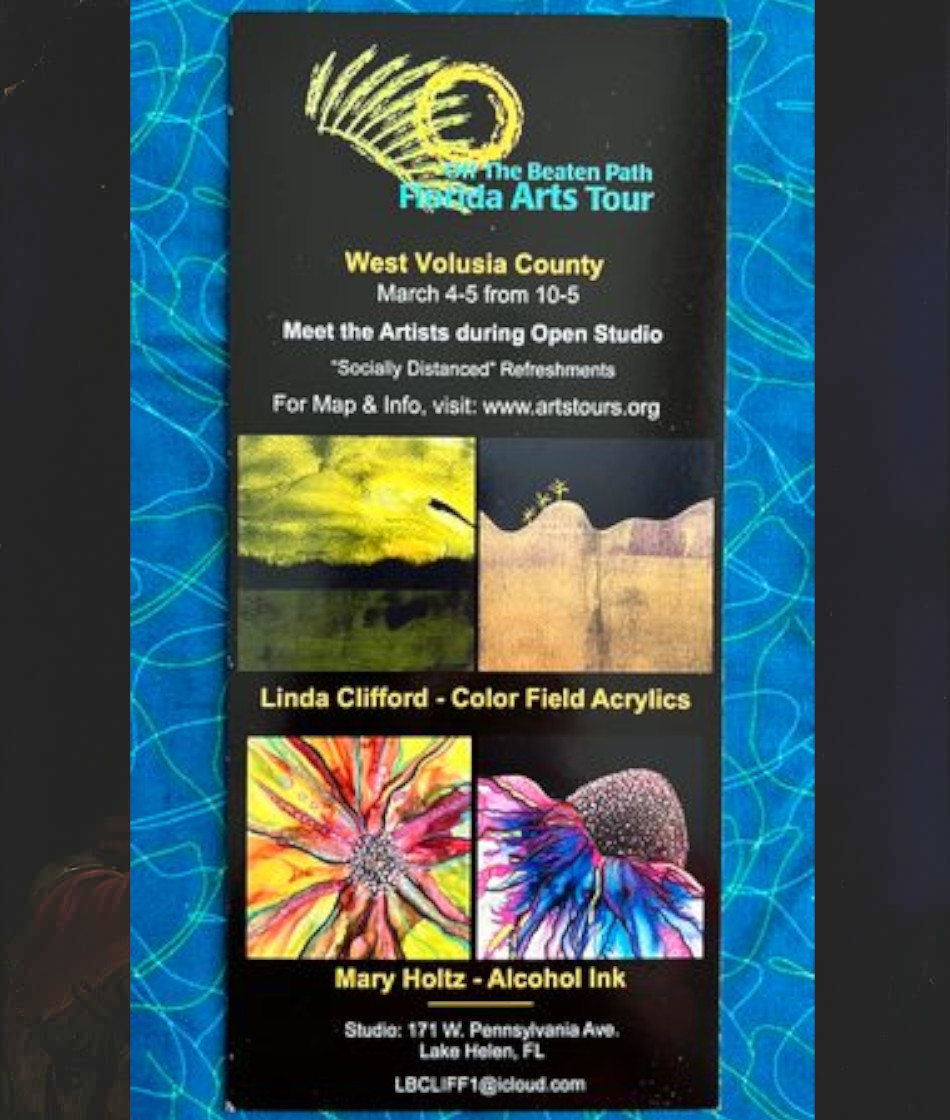 Off The Beaten Path
Florida Arts Tour
West Volusia County
March 4-5 from 10-5
Meet the Artists during Open Studio
"Socially Distanced" Refreshments
For Map & Info, visit: www.artstours.org
Linda Clifford - Color Field Acrylics
Mary Holtz - Alcohol Ink
Studio: 171 W. Pennsylvania Ave.
Lake Helen, FL
LBCLIFF1@icloud.com